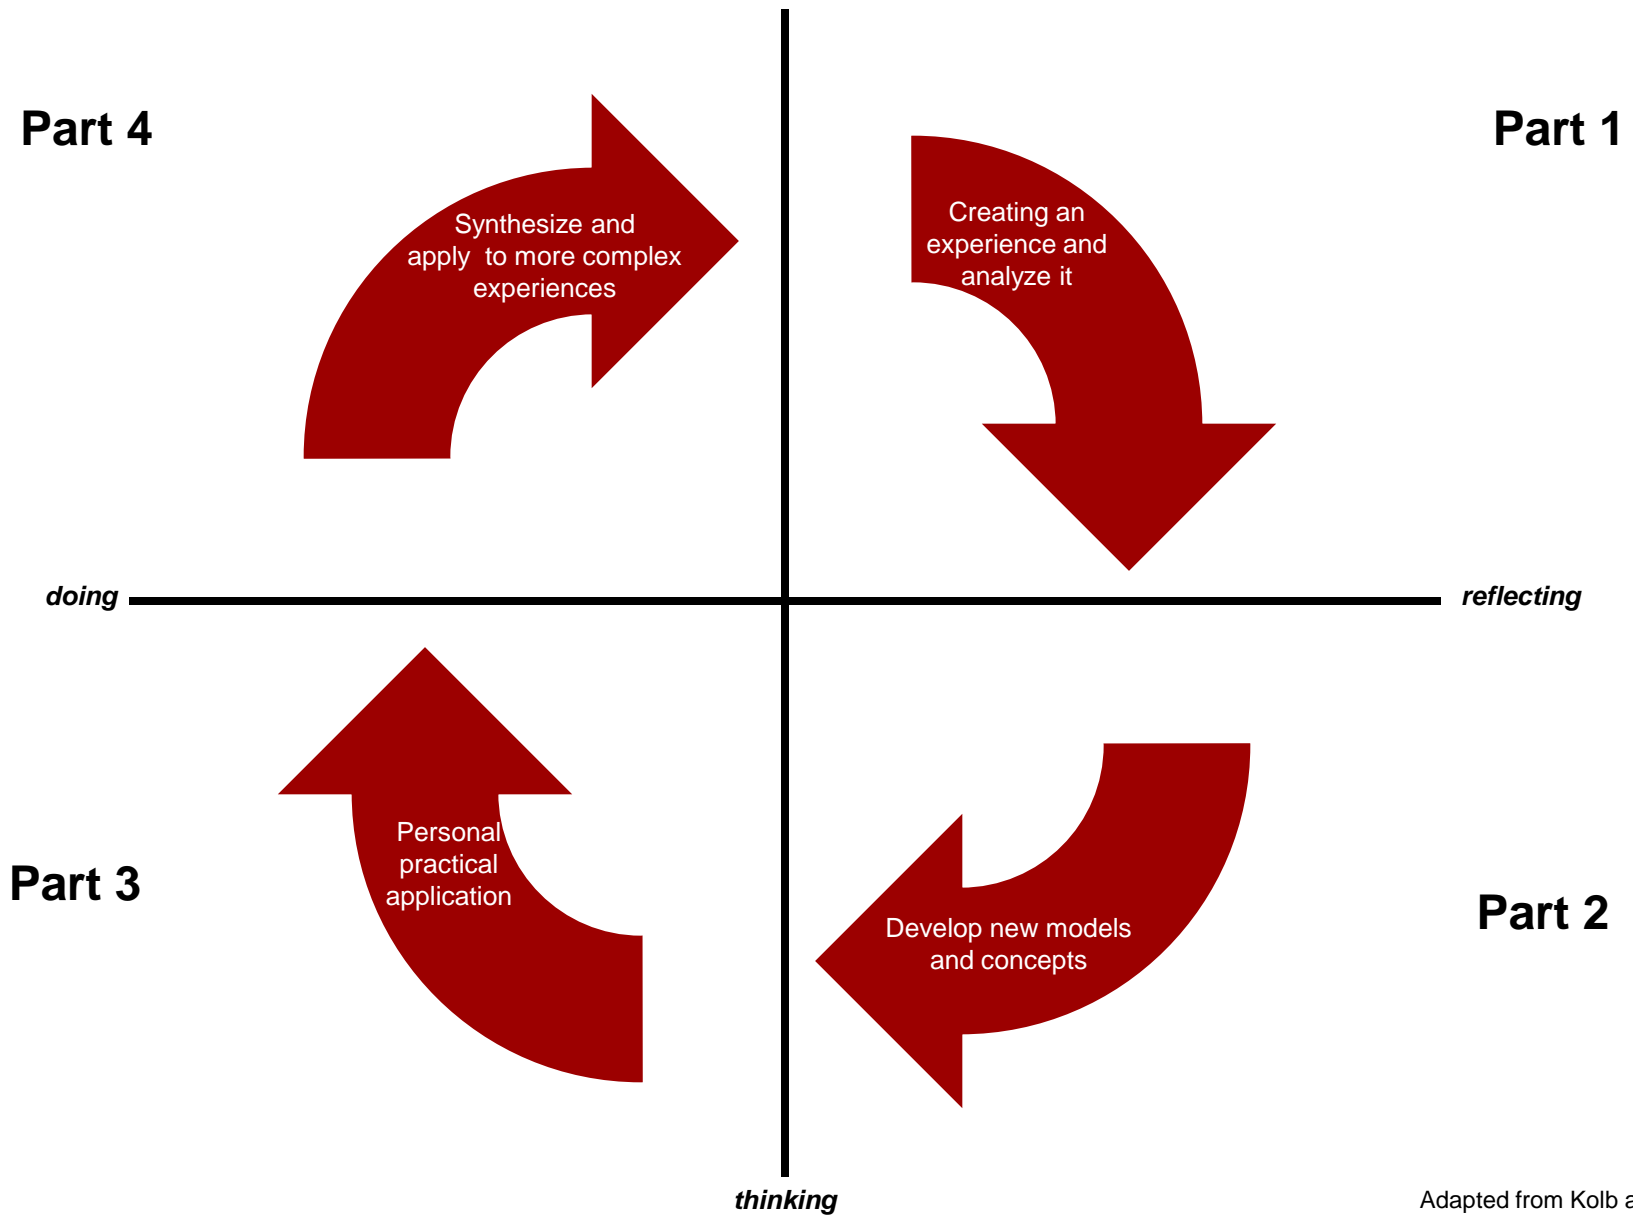 Part 4
Part 1
Synthesize and
apply  to more complex
experiences
Creating an
experience and
analyze it
doing
reflecting
Personal
practical
application
Part 3
Develop new models
and concepts
Part 2
thinking
Adapted from Kolb a